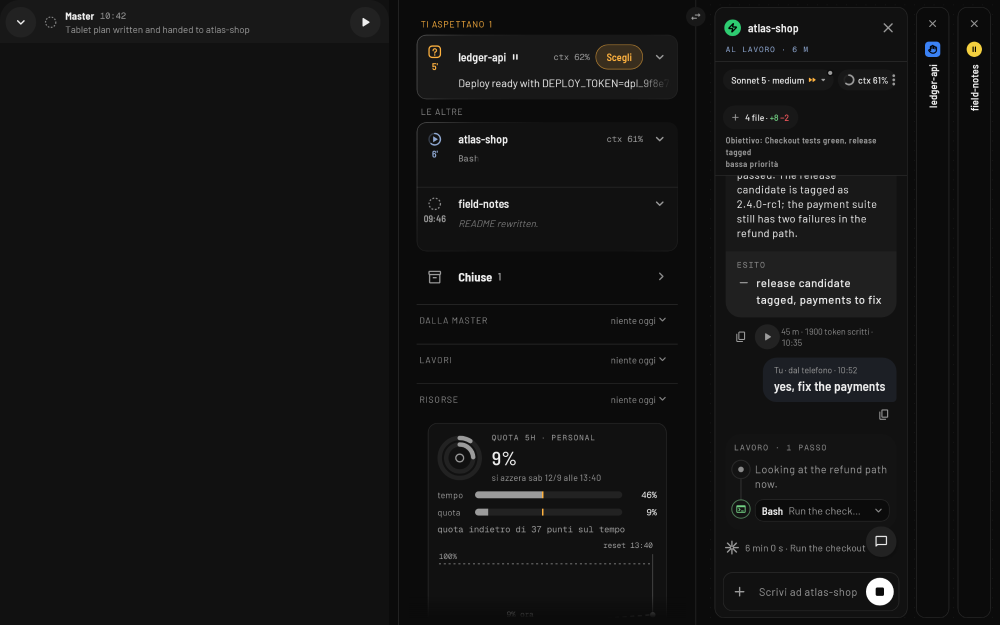 Master 10:42
Tablet plan written and handed to atlas-shop
TI ASPETTANO 1
5'
ledger-api
ctx 62%
Scegli
Deploy ready with DEPLOY_TOKEN=dpl_9f8e7
LE ALTRE
6'
atlas-shop
ctx 61%
Bash
09:46
field-notes
README rewritten.
Chiuse 1
DALLA MASTER
niente oggi
LAVORI
niente oggi
RISORSE
niente oggi
QUOTA 5H · PERSONAL
9%
si azzera sab 12/9 alle 13:40
tempo 46%
quota 9%
quota indietro di 37 punti sul tempo
reset 13:40
100%
ora
atlas-shop
AL LAVORO · 6 M
Sonnet 5 · medium
ctx 61%
4 file · +8 −2
Obiettivo: Checkout tests green, release
tagged
bassa priorità
passed. The release
candidate is tagged as
2.4.0-rc1; the payment suite
still has two failures in the
refund path.
ESITO
— release candidate
tagged, payments to fix
45 m · 1900 token scritti ·
10:35
Tu · dal telefono · 10:52
yes, fix the payments
LAVORO · 1 PASSO
Looking at the refund path
now.
Bash Run the check...
6 min 0 s · Run the checkout
Scrivi ad atlas-shop
ledger-api
field-notes